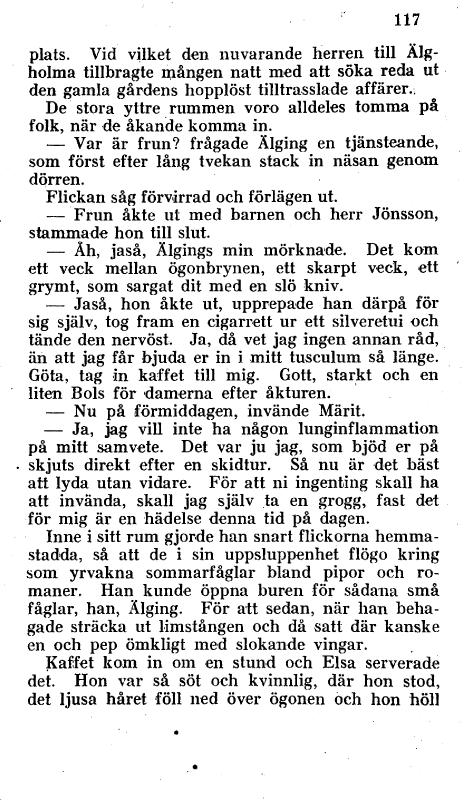 117
plats. Vid vilket den nuvarande herren till Älg-
holma tillbragte mången natt med att söka reda ut
den gamla gårdens hopplöst tilltrasslade affärer.
De stora yttre rummen voro alldeles tomma på
folk, när de åkande komma in.
— Var är frun? frågade Älging en tjänsteande,
som först efter lång tvekan stack in näsan genom
dörren.
Flickan såg förvirrad och förlägen ut.
— Frun åkte ut med barnen och herr Jönsson,
stammade hon till slut.
— Åh, jaså, Älgings min mörknade. Det kom
ett veck mellan ögonbrynen, ett skarpt veck, ett
grymt, som sargat dit med en slö kniv.
— Jaså, hon åkte ut, upprepade han därpå för
sig själv, tog fram en cigarrett ur ett silveretui och
tände den nervöst. Ja, då vet jag ingen annan råd,
än att jag får bjuda er in i mitt tusculum så länge.
Göta, tag in kaffet till mig. Gott, starkt och en
liten Bols för damerna efter åkturen.
— Nu på förmiddagen, invände Märit.
— Ja, jag vill inte ha någon lunginflammation
på mitt samvete. Det var ju jag, som bjöd er på
skjuts direkt efter en skidtur. Så nu är det bäst
att lyda utan vidare. För att ni ingenting skall ha
att invända, skall jag själv ta en grogg, fast det
för mig är en hädelse denna tid på dagen.
Inne i sitt rum gjorde han snart flickorna hemma-
stadda, så att de i sin uppsluppenhet flögo kring
som yrvakna sommarfåglar bland pipor och ro-
maner. Han kunde öppna buren för sådana små
fåglar, han, Älging. För att sedan, när han beha-
gade sträcka ut limstången och då satt där kanske
en och pep ömkligt med slokande vingar.
Kaffet kom in om en stund och Elsa serverade
det. Hon var så söt och kvinnlig, där hon stod,
det ljusa håret föll ned över ögonen och hon höll